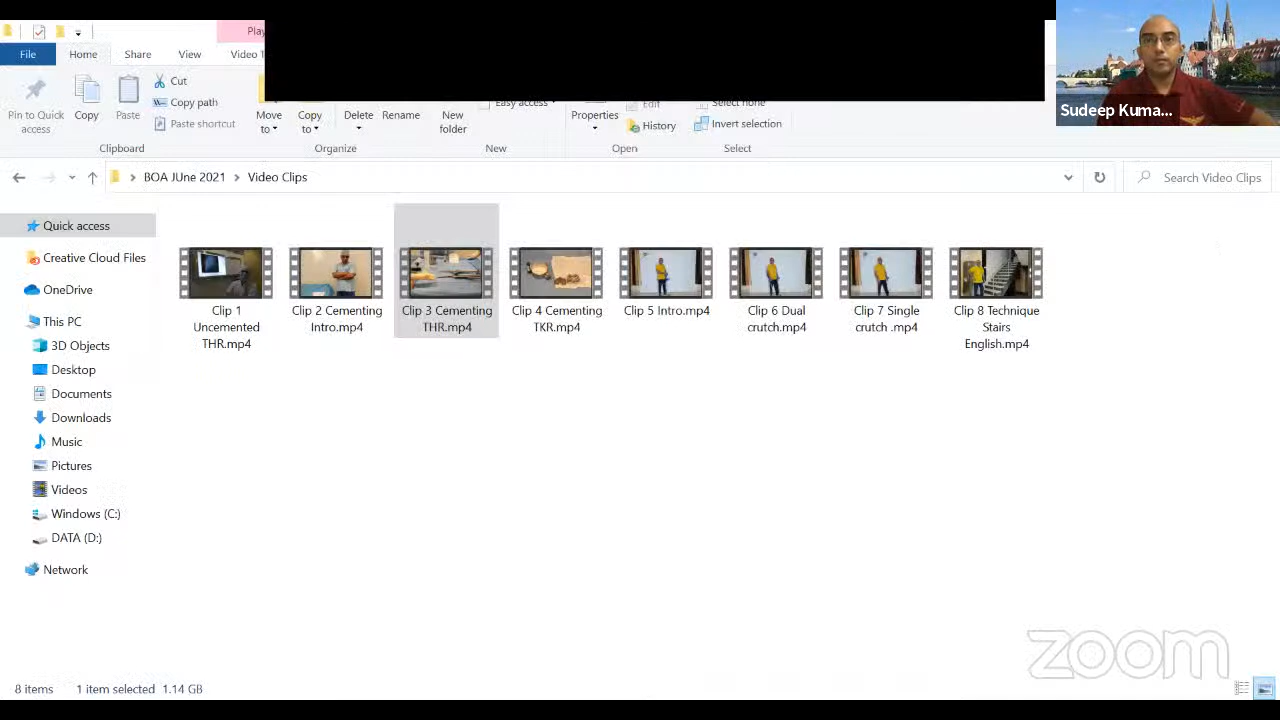 Play
File
Home
Share
View
Video T
Sudeep Kuma...
Pin to Quick
access
Copy
Paste
Cut
Copy path
Paste shortcut
Move
to
Copy
to
Delete
Rename
New
folder
Easy access
Properties
Edit
History
Select none
Invert selection
Clipboard
Organize
New
Open
Select
BOA JUne 2021
Video Clips
Search Video Clips
Quick access
Creative Cloud Files
OneDrive
This PC
3D Objects
Desktop
Documents
Downloads
Music
Pictures
Videos
Windows (C:)
DATA (D:)
Network
Clip 1
Uncemented
THR.mp4
Clip 2 Cementing
Intro.mp4
Clip 3 Cementing
THR.mp4
Clip 4 Cementing
TKR.mp4
Clip 5 Intro.mp4
Clip 6 Dual
crutch.mp4
Clip 7 Single
crutch .mp4
Clip 8 Technique
Stairs
English.mp4
zoom
8 items
1 item selected 1.14 GB